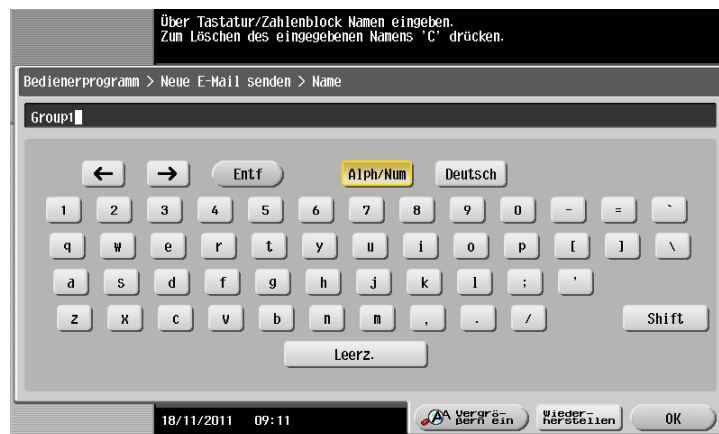 Über Tastatur/Zahlenblock Namen eingeben.
Zum Löschen des eingegebenen Namens 'C' drücken.
Bedienerprogramm > Neue E-Mail senden > Name
Group1
← → Entf Alph/Num Deutsch
1 2 3 4 5 6 7 8 9 0 - = `
q w e r t y u i o p [ ] \
a s d f g h j k l ; '
z x c v b n m , . / Shift
Leerz.
18/11/2011 09:11 Vergrö- Wieder- OK
bern ein herstellen